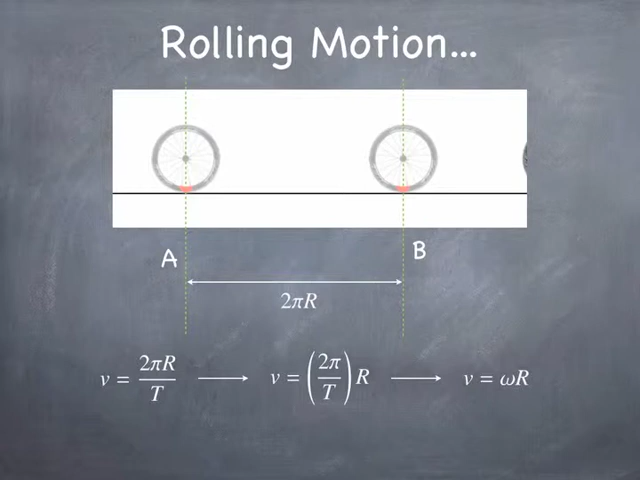 Rolling Motion...
A
B
2πR
v = 2πR/T ⟶ v = (2π/T)R ⟶ v = ωR